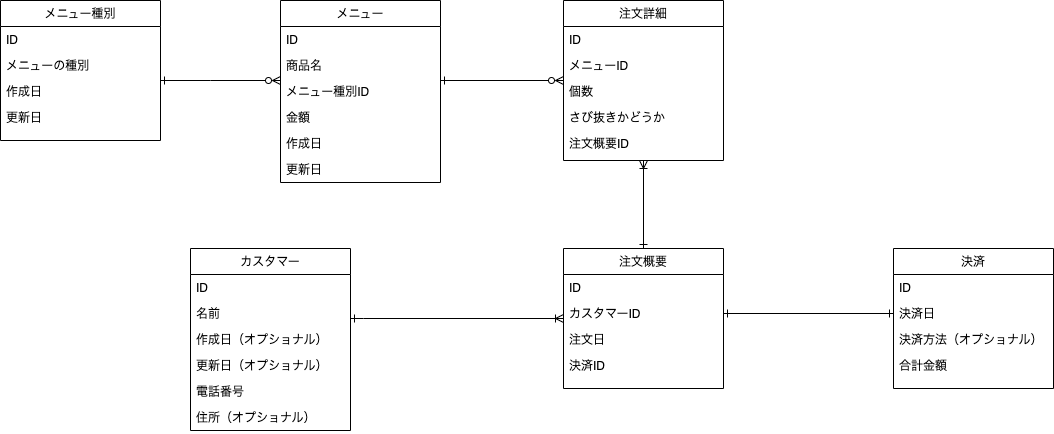 メニュー種別
ID
メニューの種別
作成日
更新日
メニュー
ID
商品名
メニュー種別ID
金額
作成日
更新日
注文詳細
ID
メニューID
個数
さび抜きかどうか
注文概要ID
カスタマー
ID
名前
作成日（オプショナル）
更新日（オプショナル）
電話番号
住所（オプショナル）
注文概要
ID
カスタマーID
注文日
決済ID
決済
ID
決済日
決済方法（オプショナル）
合計金額